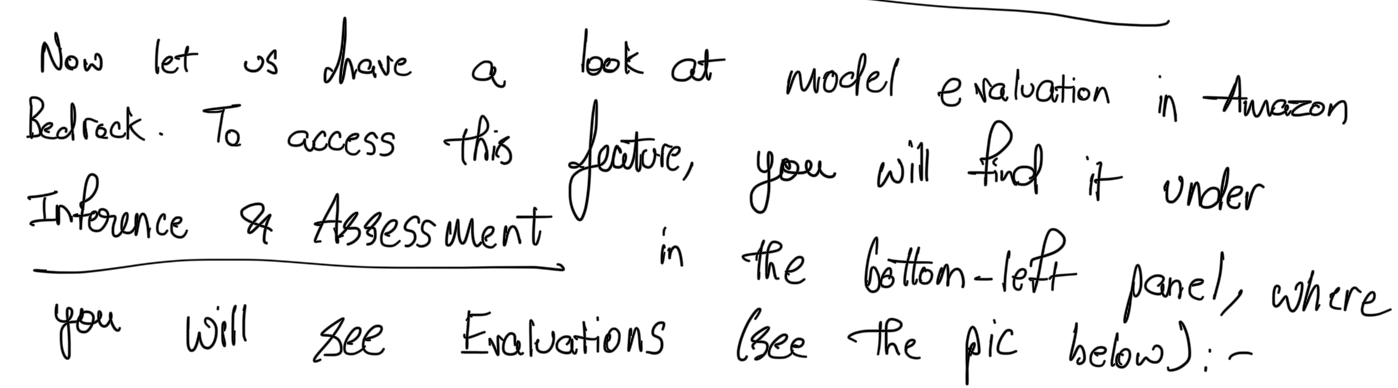 Now let us have a look at model evaluation in Amazon
Bedrock. To access this feature, you will find it under
Inference & Assessment in the bottom-left panel, where
you will see Evaluations (see the pic below):-